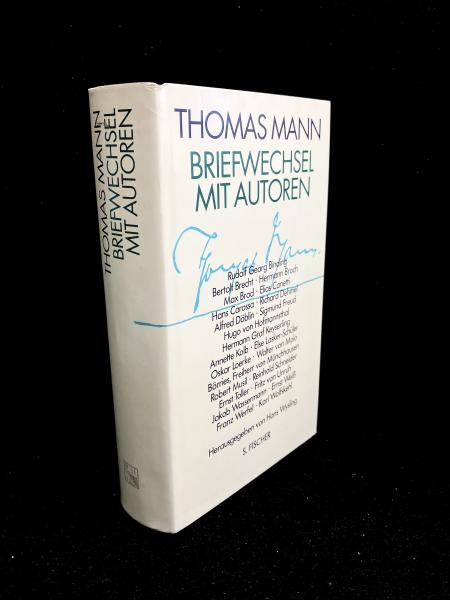 THOMAS MANN
BRIEFWECHSEL
MIT AUTOREN
THOMAS MANN
BRIEFWECHSEL
MIT AUTOREN
Thomas Mann.
Rudolf Georg Binding
Bertolt Brecht · Hermann Broch
Max Brod · Elias Canetti
Hans Carossa · Richard Dehmel
Alfred Döblin · Sigmund Freud
Hugo von Hofmannsthal
Hermann Graf Keyserling
Annette Kolb · Else Lasker-Schüler
Oskar Loerke · Walter von Molo
Börries, Freiherr von Münchhausen
Robert Musil · Reinhold Schneider
Ernst Toller · Fritz von Unruh
Jakob Wassermann · Ernst Weiß
Franz Werfel · Karl Wolfskehl
Herausgegeben von Hans Wysling
S. FISCHER